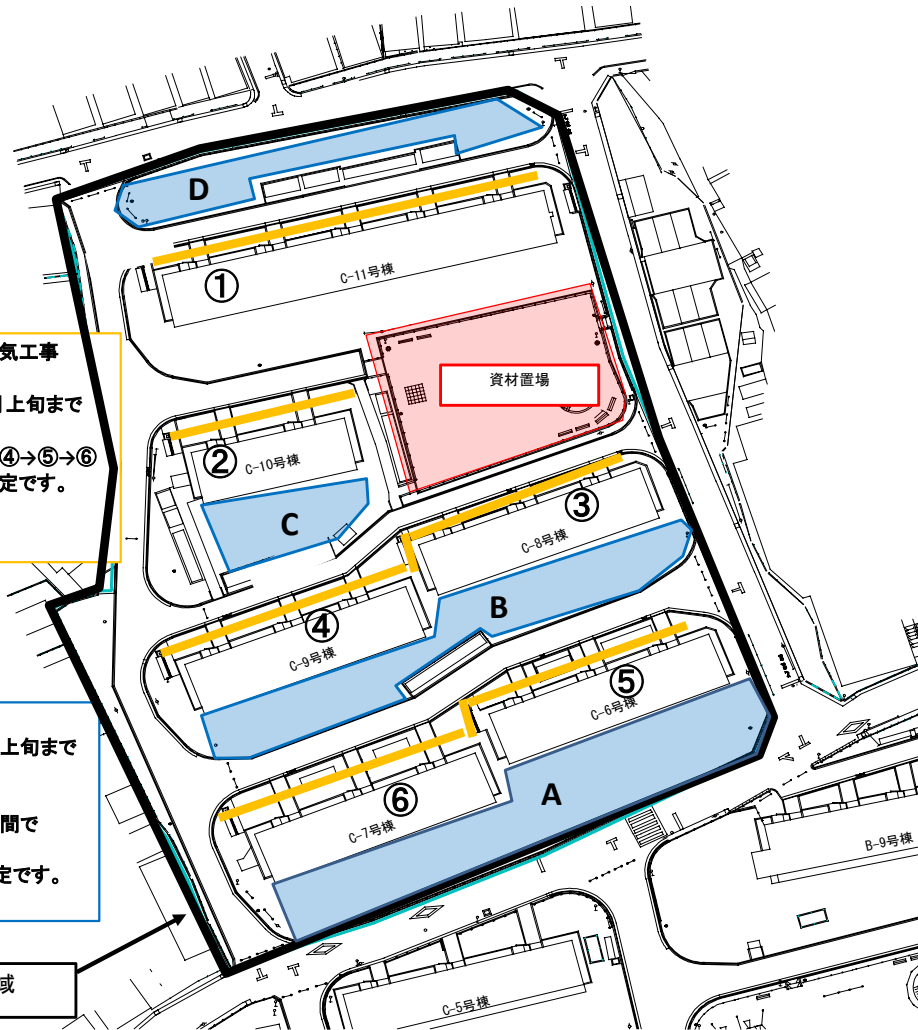 D
①
C-11号棟
気工事
資材置場
上旬まで
④→⑤→⑥
定です。
②
C-10号棟
③
C
C-8号棟
B
④
C-9号棟
⑤
C-6号棟
上旬まで
A
間で
⑥
C-7号棟
B-9号棟
定です。
域
C-5号棟